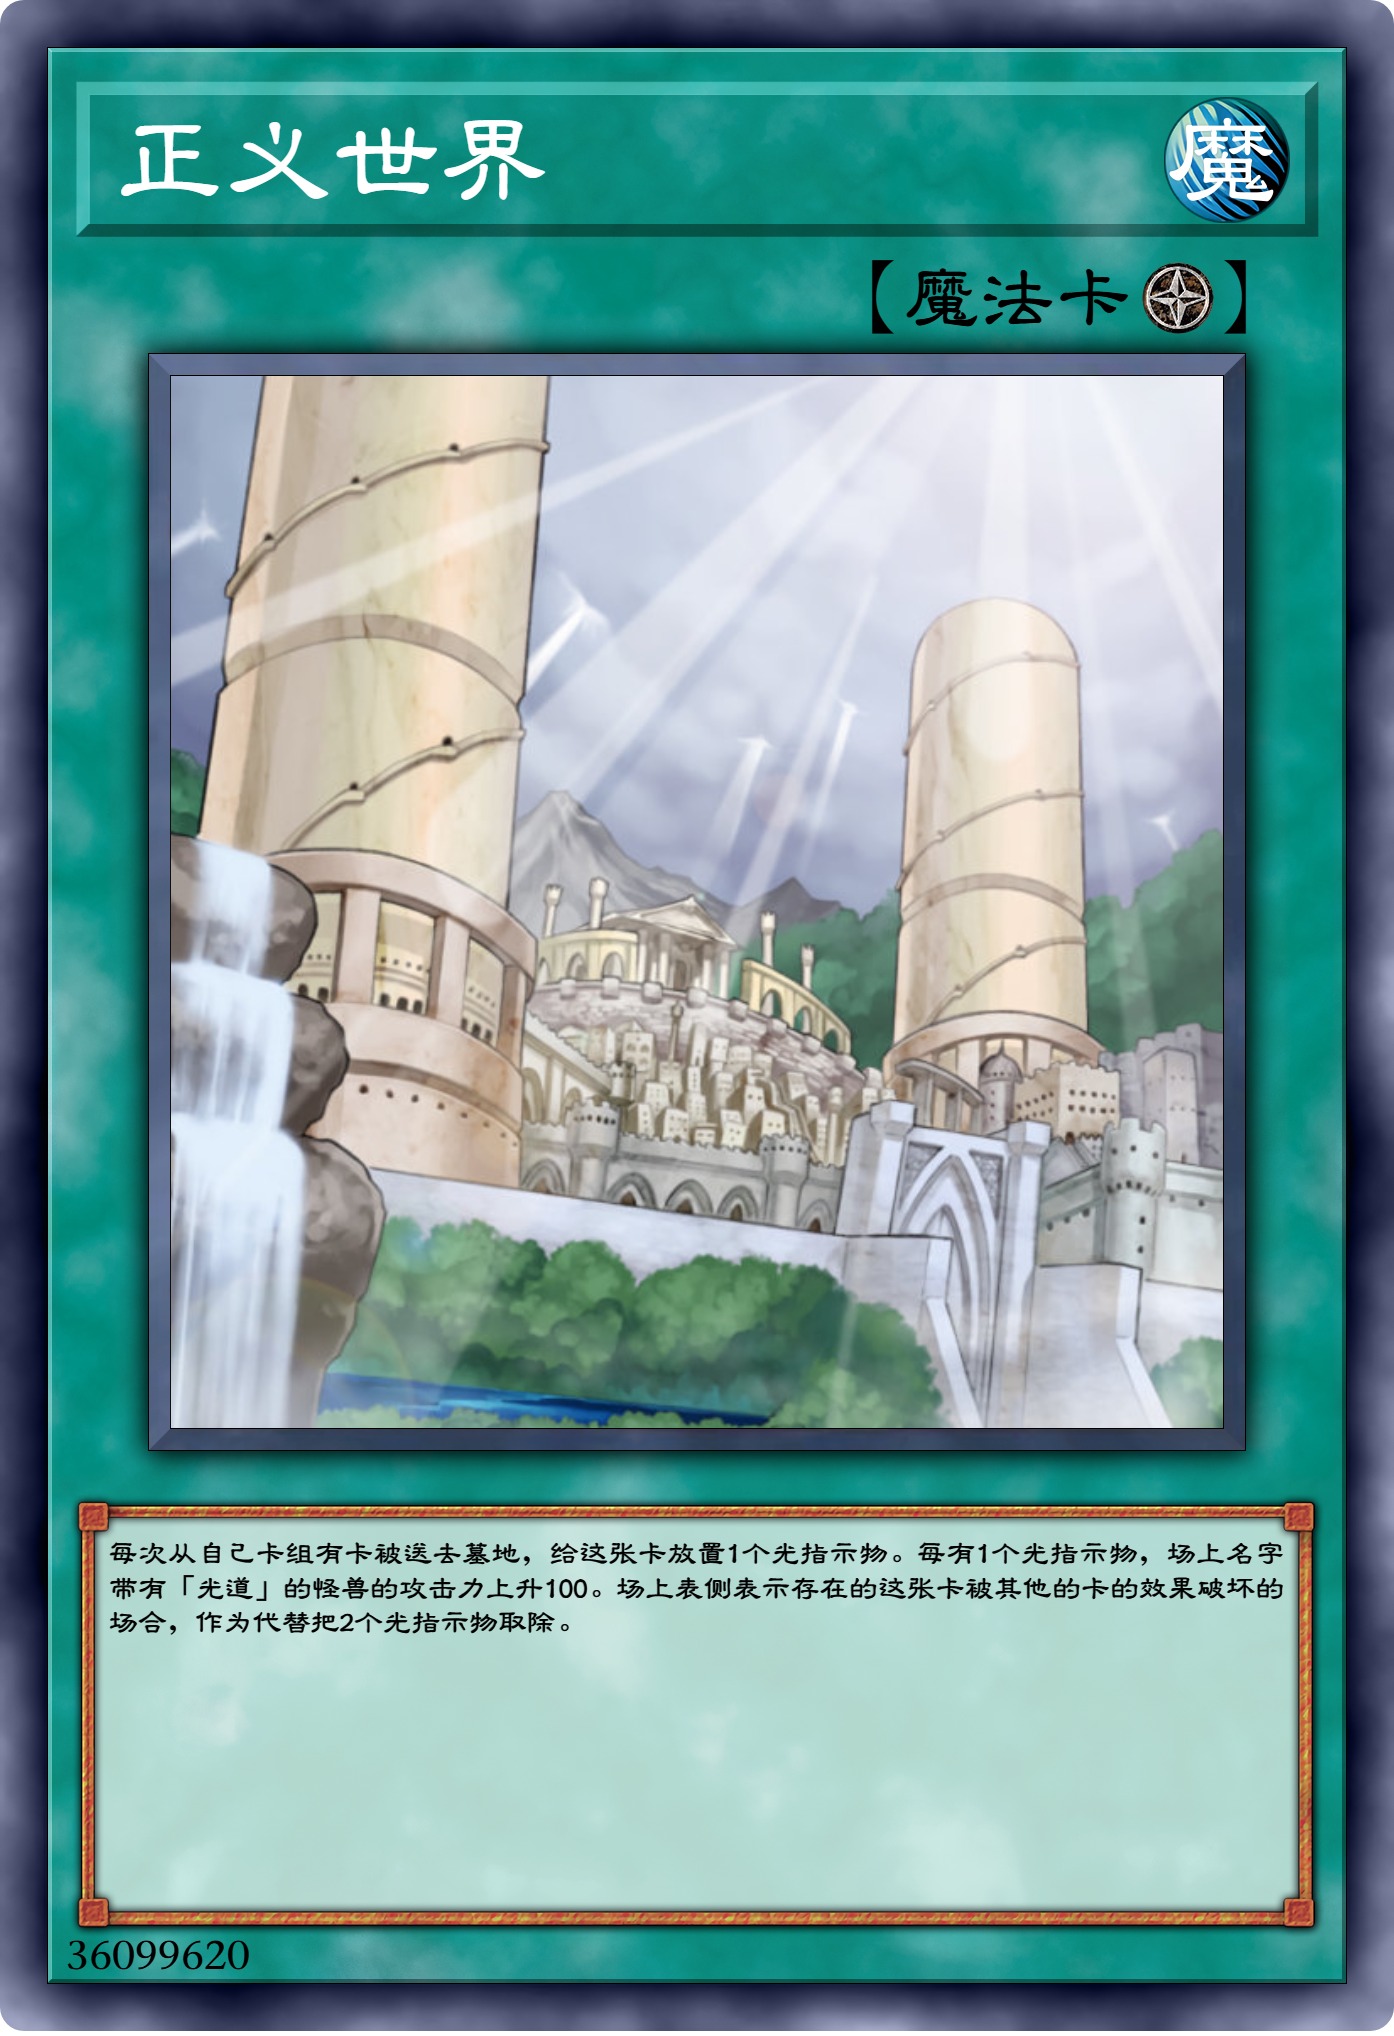 正义世界
魔
【魔法卡】
每次从自己卡组有卡被送去墓地，给这张卡放置1个光指示物。每有1个光指示物，场上名字
带有「光道」的怪兽的攻击力上升100。场上表侧表示存在的这张卡被其他的卡的效果破坏的
场合，作为代替把2个光指示物取除。
36099620